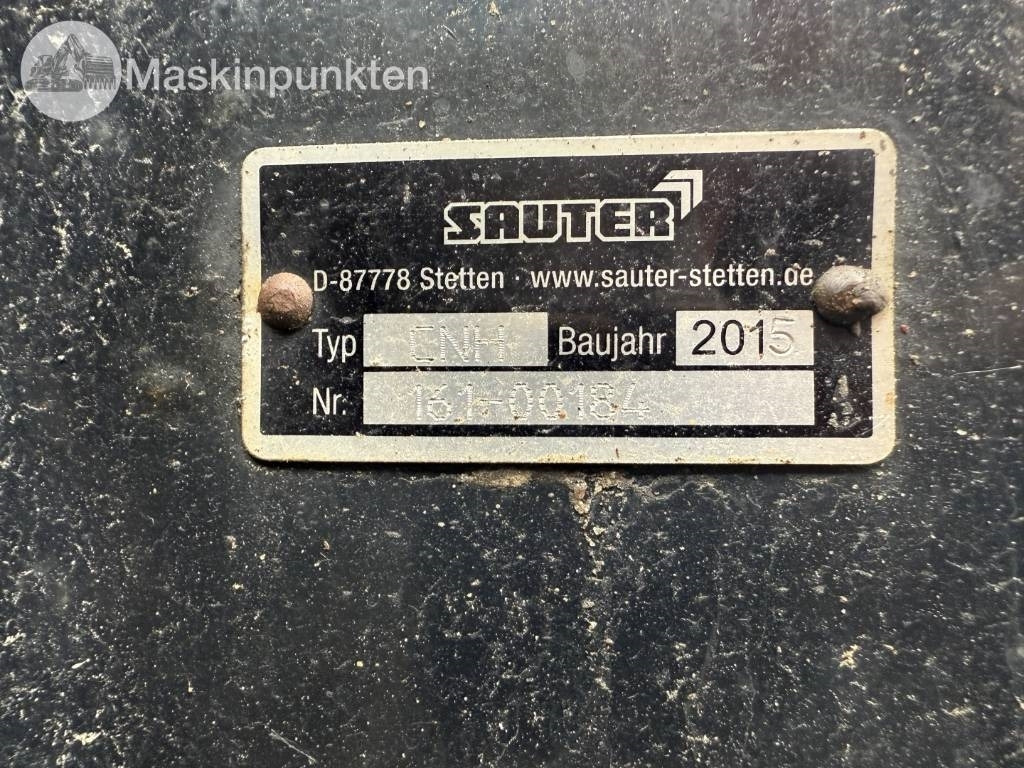 Maskinpunkten
SAUTER
D-87778 Stetten · www.sauter-stetten.de
Typ CNH Baujahr 2015
Nr. 161-00184